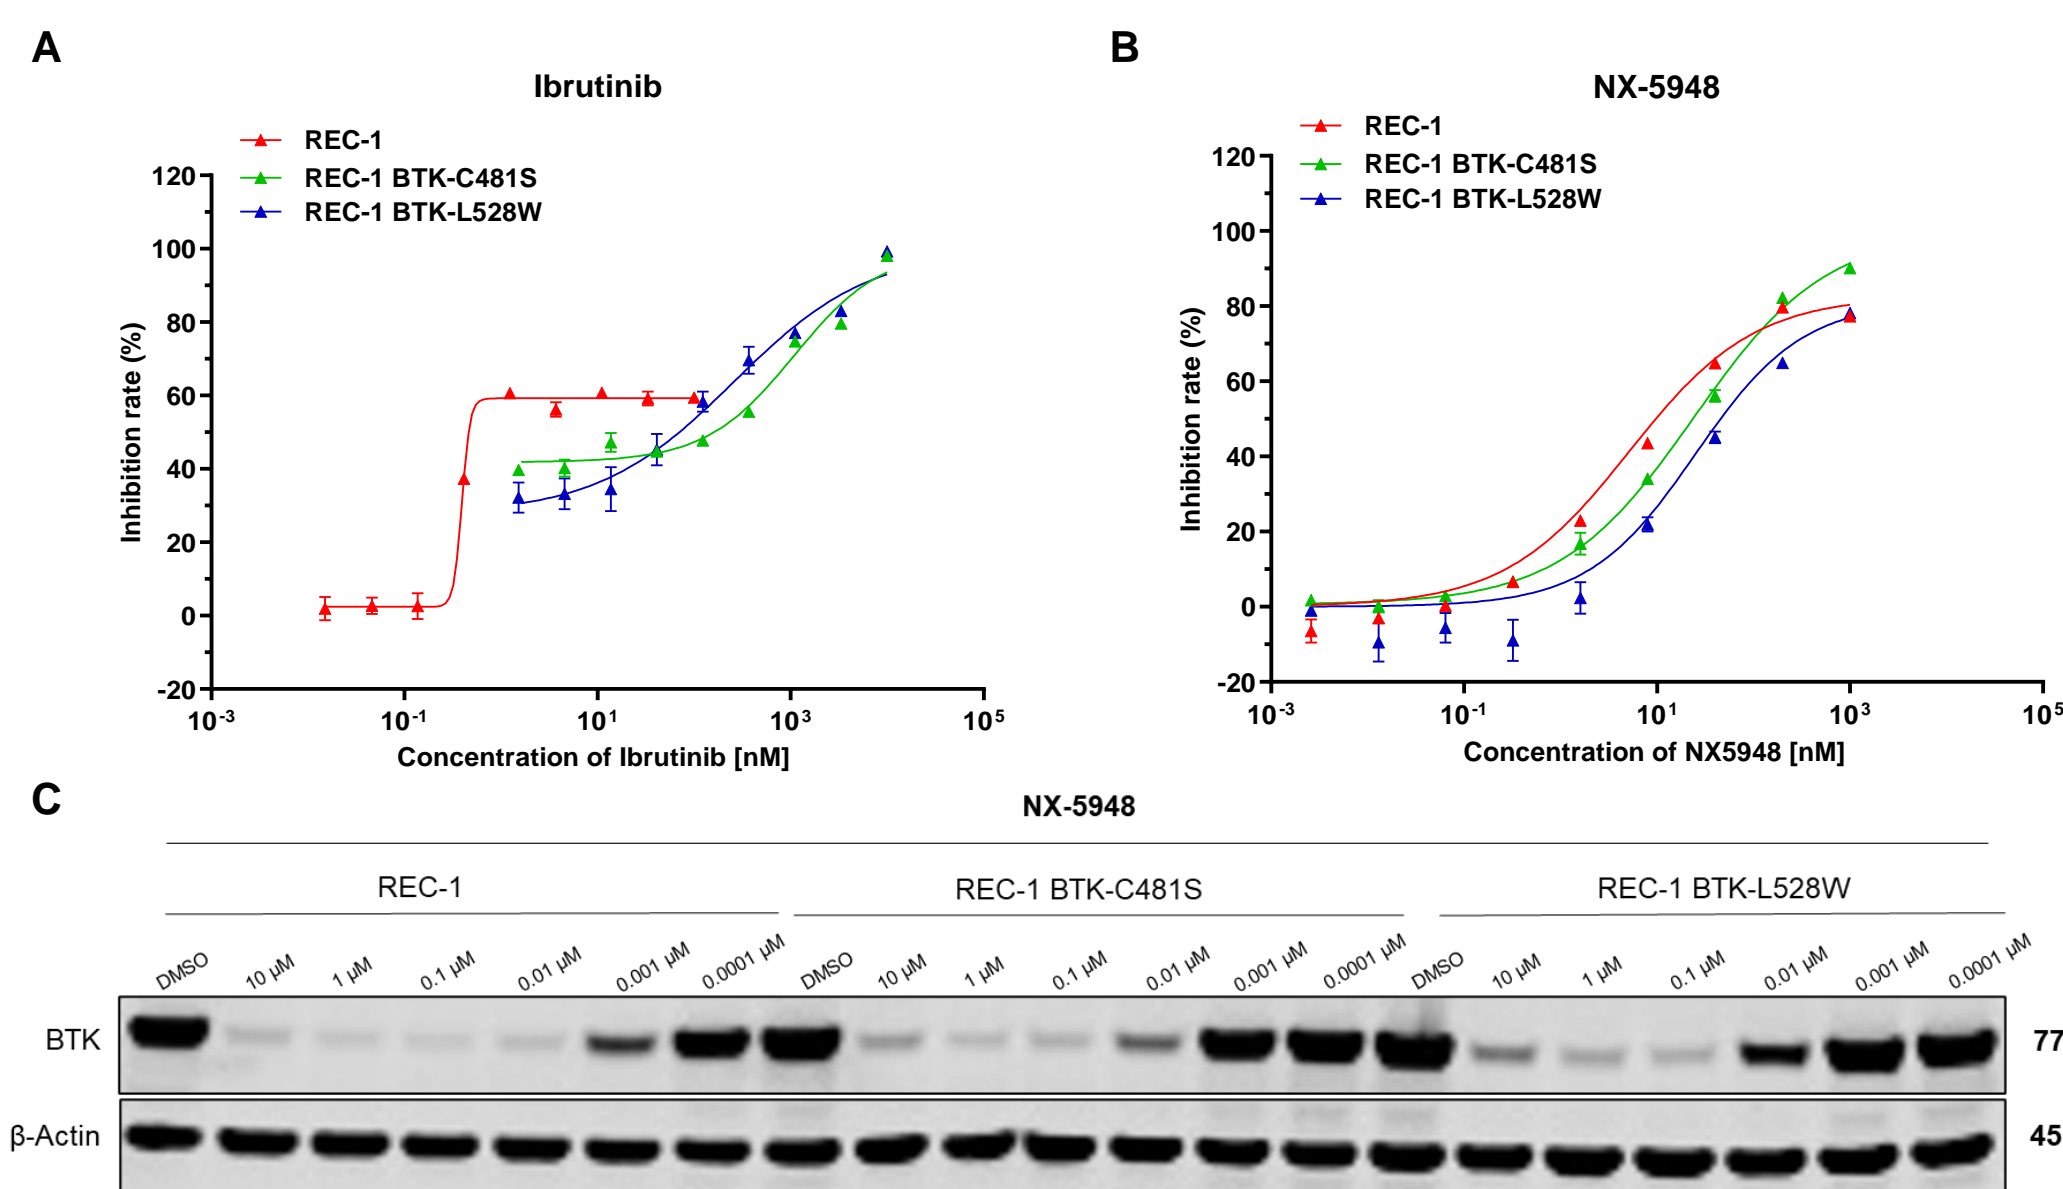 A
Ibrutinib
REC-1
REC-1 BTK-C481S
REC-1 BTK-L528W
120
100
80
60
40
20
0
-20
Inhibition rate (%)
10-3
10-1
101
103
105
Concentration of Ibrutinib [nM]
B
NX-5948
REC-1
REC-1 BTK-C481S
REC-1 BTK-L528W
120
100
80
60
40
20
0
-20
Inhibition rate (%)
10-3
10-1
101
103
105
Concentration of NX5948 [nM]
C
NX-5948
REC-1
REC-1 BTK-C481S
REC-1 BTK-L528W
DMSO 10 µM 1 µM 0.1 µM 0.01 µM 0.001 µM 0.0001 µM DMSO 10 µM 1 µM 0.1 µM 0.01 µM 0.001 µM 0.0001 µM DMSO 10 µM 1 µM 0.1 µM 0.01 µM 0.001 µM 0.0001 µM
BTK 77
β-Actin 45